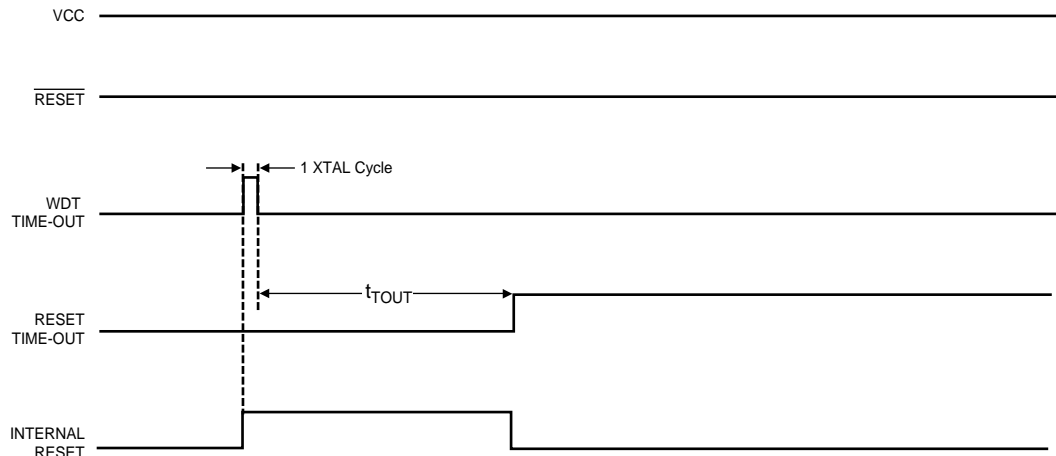 VCC
RESET
1 XTAL Cycle
WDT
TIME-OUT
tTOUT
RESET
TIME-OUT
INTERNAL
RESET